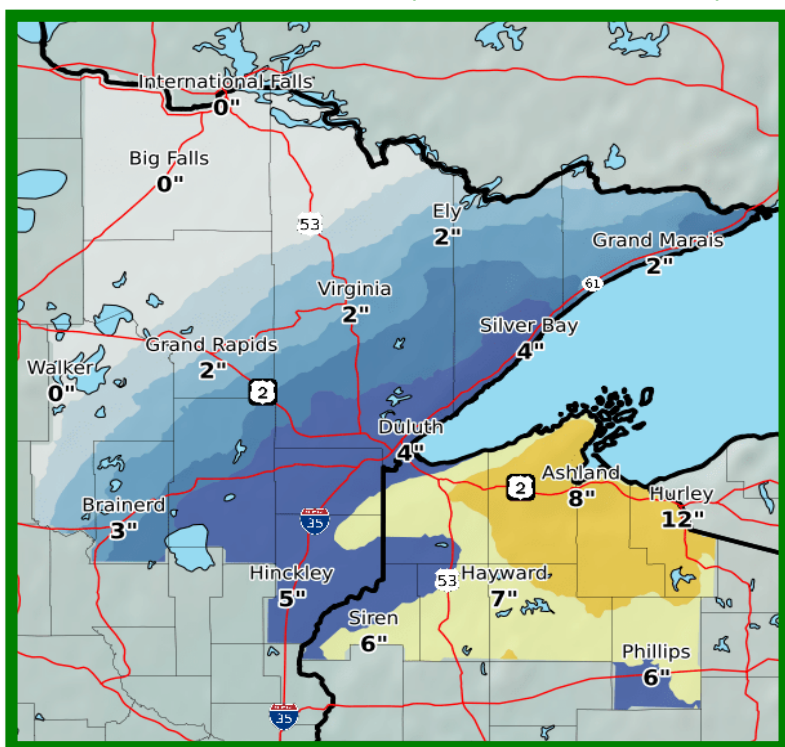 International Falls
0"
Big Falls
0"
Ely
2"
53
Grand Marais
2"
61
Virginia
2"
Silver Bay
4"
Grand Rapids
2"
Walker
0"
2
Duluth
4"
Ashland
8"
2
Hurley
12"
Brainerd
3"
35
Hinckley
5"
53
Hayward
7"
Siren
6"
Phillips
6"
35